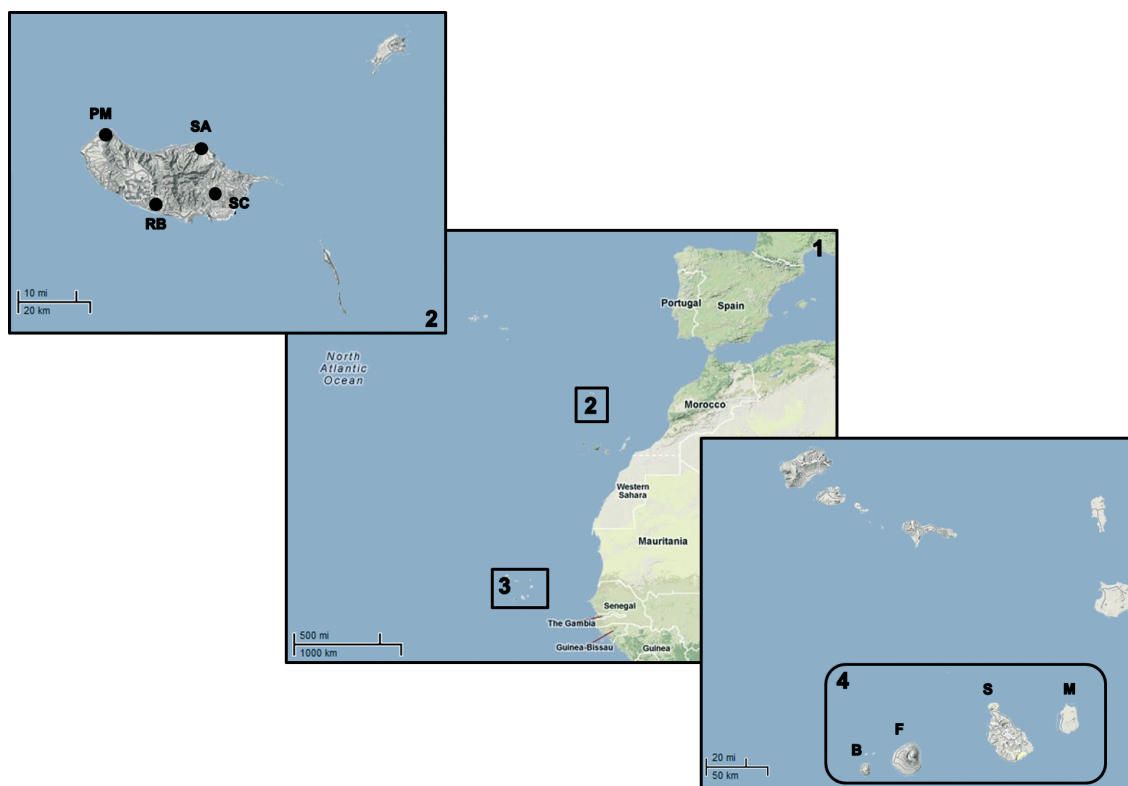 PM
SA
SC
RB
10 mi
20 km
2
1
Portugal
Spain
North
Atlantic
Ocean
2
Morocco
Western
Sahara
Mauritania
3
Senegal
The Gambia
Guinea-Bissau
Guinea
500 mi
1000 km
4
S
M
F
B
20 mi
50 km